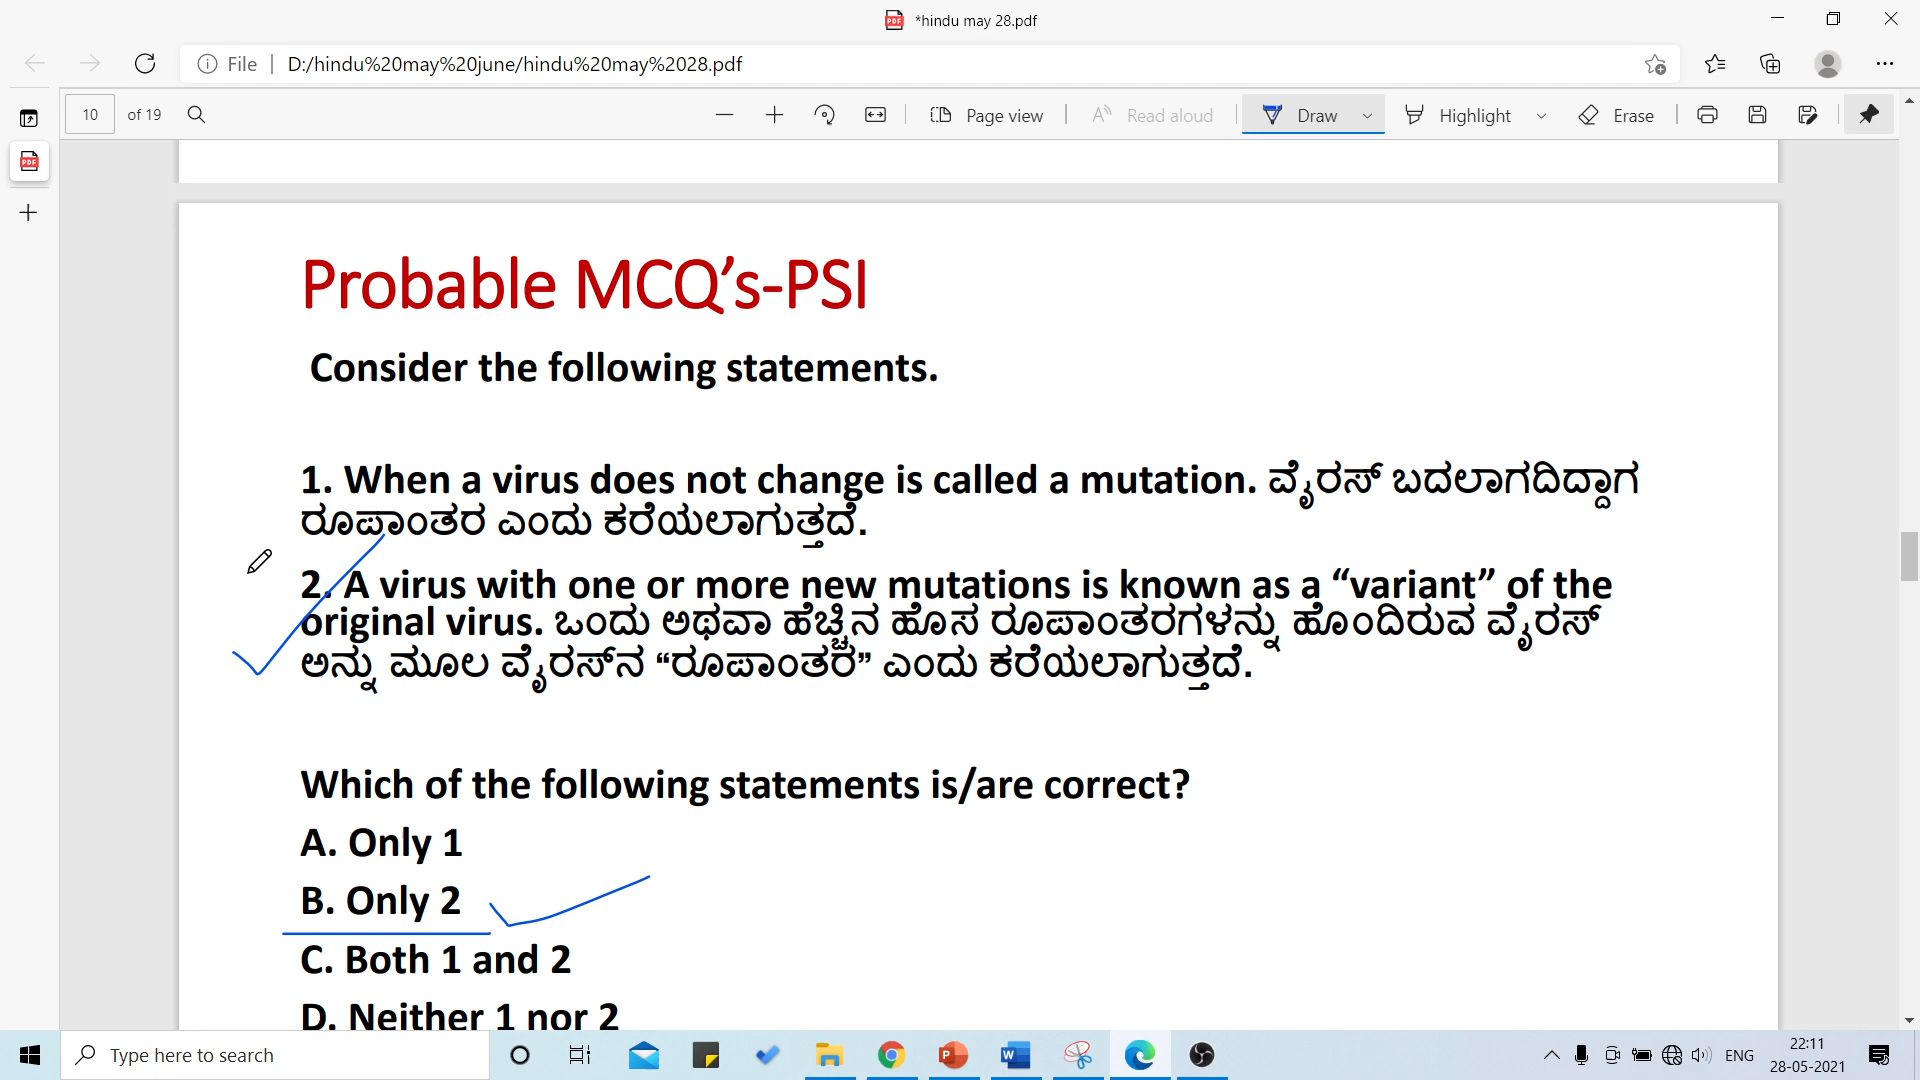 *hindu may 28.pdf
File | D:/hindu%20may%20june/hindu%20may%2028.pdf
10 of 19 Page view Read aloud Draw Highlight Erase
Probable MCQ’s-PSI
Consider the following statements.
1. When a virus does not change is called a mutation. ವೈರಸ್ ಬದಲಾಗದಿದ್ದಾಗ
ರೂಪಾಂತರ ಎಂದು ಕರೆಯಲಾಗುತ್ತದೆ.
2. A virus with one or more new mutations is known as a “variant” of the
original virus. ಒಂದು ಅಥವಾ ಹೆಚ್ಚಿನ ಹೊಸ ರೂಪಾಂತರಗಳನ್ನು ಹೊಂದಿರುವ ವೈರಸ್
ಅನ್ನು ಮೂಲ ವೈರಸ್‌ನ “ರೂಪಾಂತರ” ಎಂದು ಕರೆಯಲಾಗುತ್ತದೆ.
Which of the following statements is/are correct?
A. Only 1
B. Only 2
C. Both 1 and 2
D. Neither 1 nor 2
Type here to search
ENG
22:11
28-05-2021